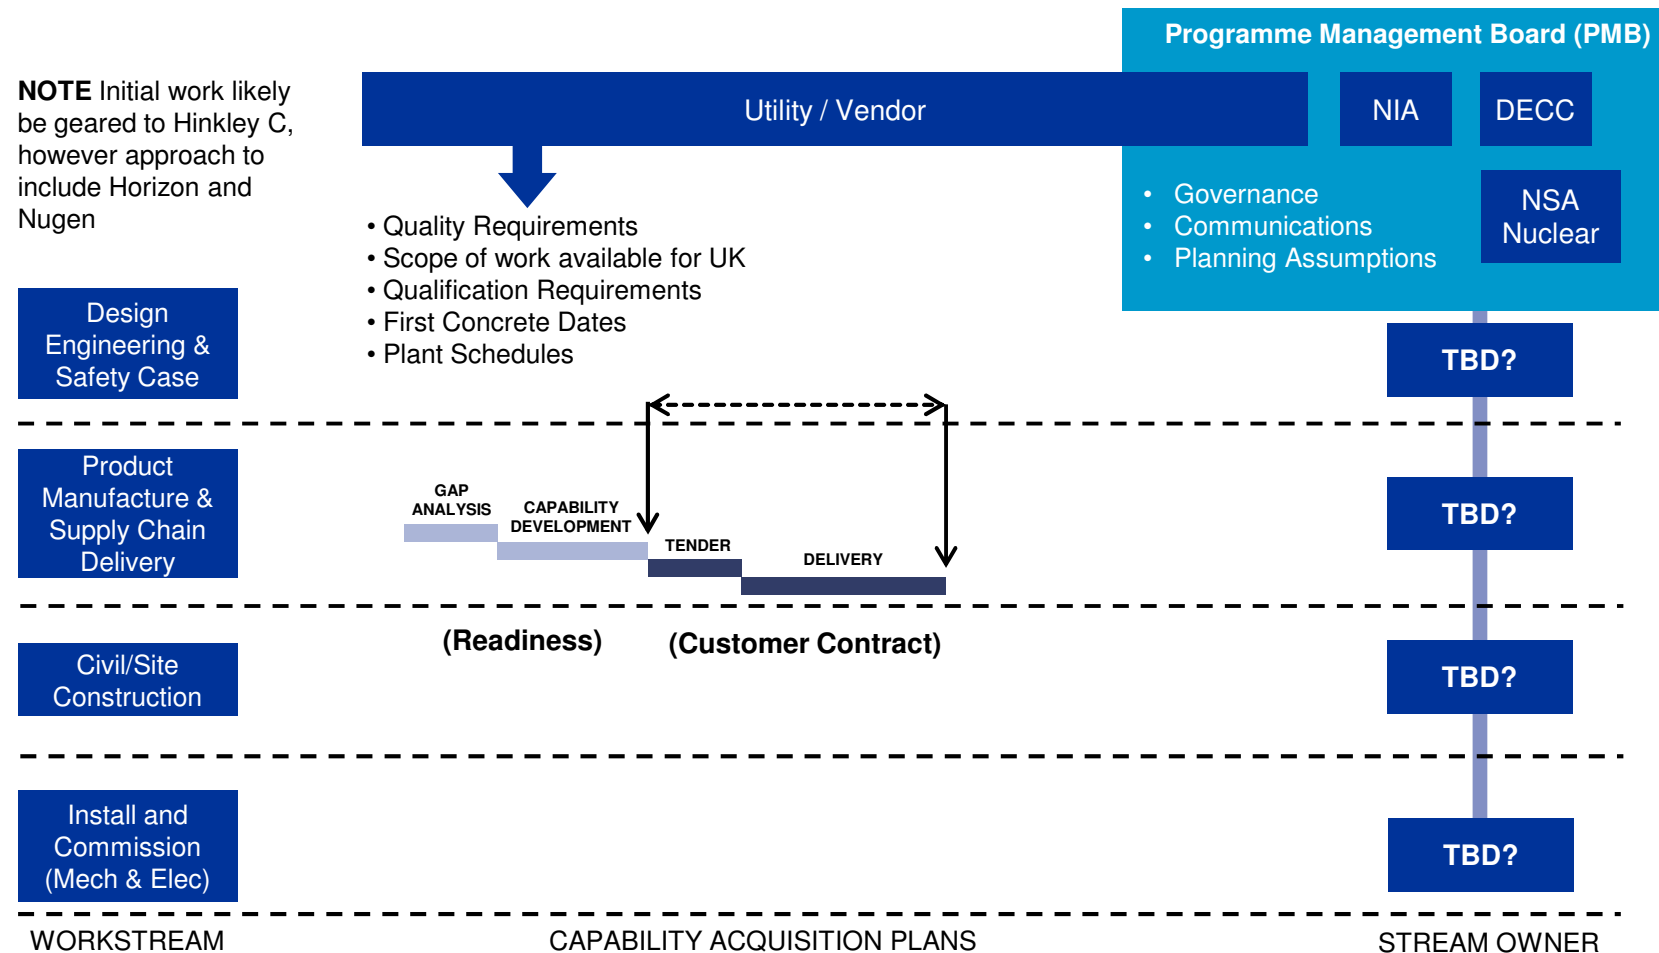 Programme Management Board (PMB)
NOTE Initial work likely
be geared to Hinkley C,
however approach to
include Horizon and
Nugen
Utility / Vendor
NIA
DECC
NSA
Nuclear
• Governance
• Communications
• Planning Assumptions
• Quality Requirements
• Scope of work available for UK
• Qualification Requirements
• First Concrete Dates
• Plant Schedules
Design
Engineering &
Safety Case
TBD?
Product
Manufacture &
Supply Chain
Delivery
GAP
ANALYSIS
CAPABILITY
DEVELOPMENT
TENDER
DELIVERY
TBD?
(Readiness)
(Customer Contract)
Civil/Site
Construction
TBD?
Install and
Commission
(Mech & Elec)
TBD?
WORKSTREAM
CAPABILITY ACQUISITION PLANS
STREAM OWNER